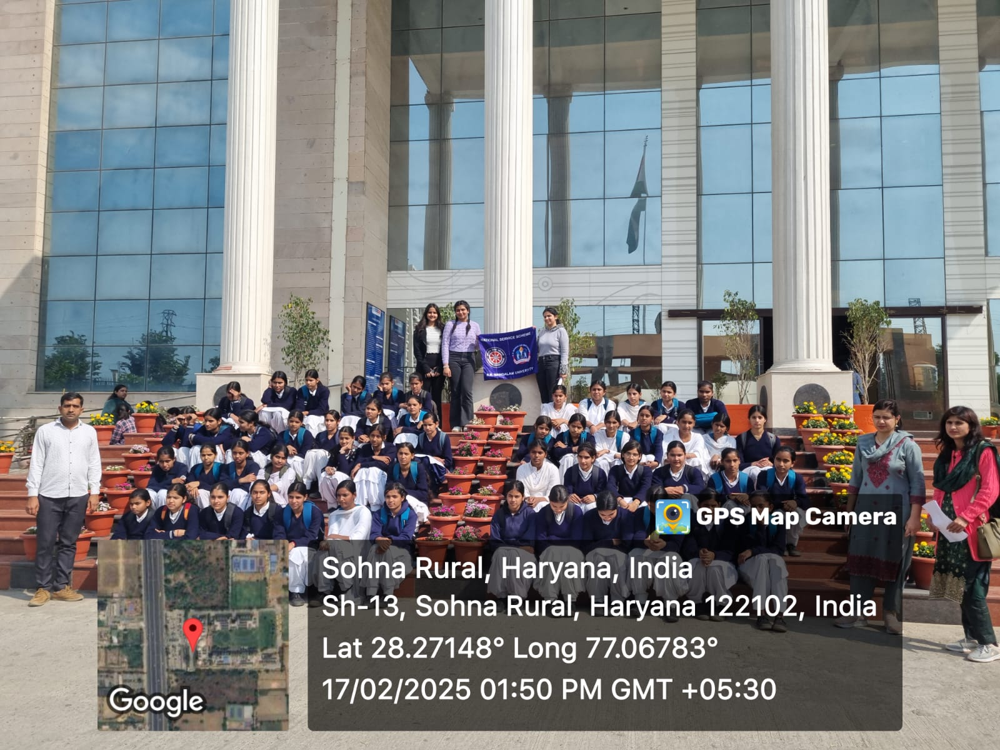 NATIONAL SERVICE SCHEME
K.R. MANGALAM UNIVERSITY
GPS Map Camera
Sohna Rural, Haryana, India
Sh-13, Sohna Rural, Haryana 122102, India
Lat 28.27148° Long 77.06783°
17/02/2025 01:50 PM GMT +05:30
Google